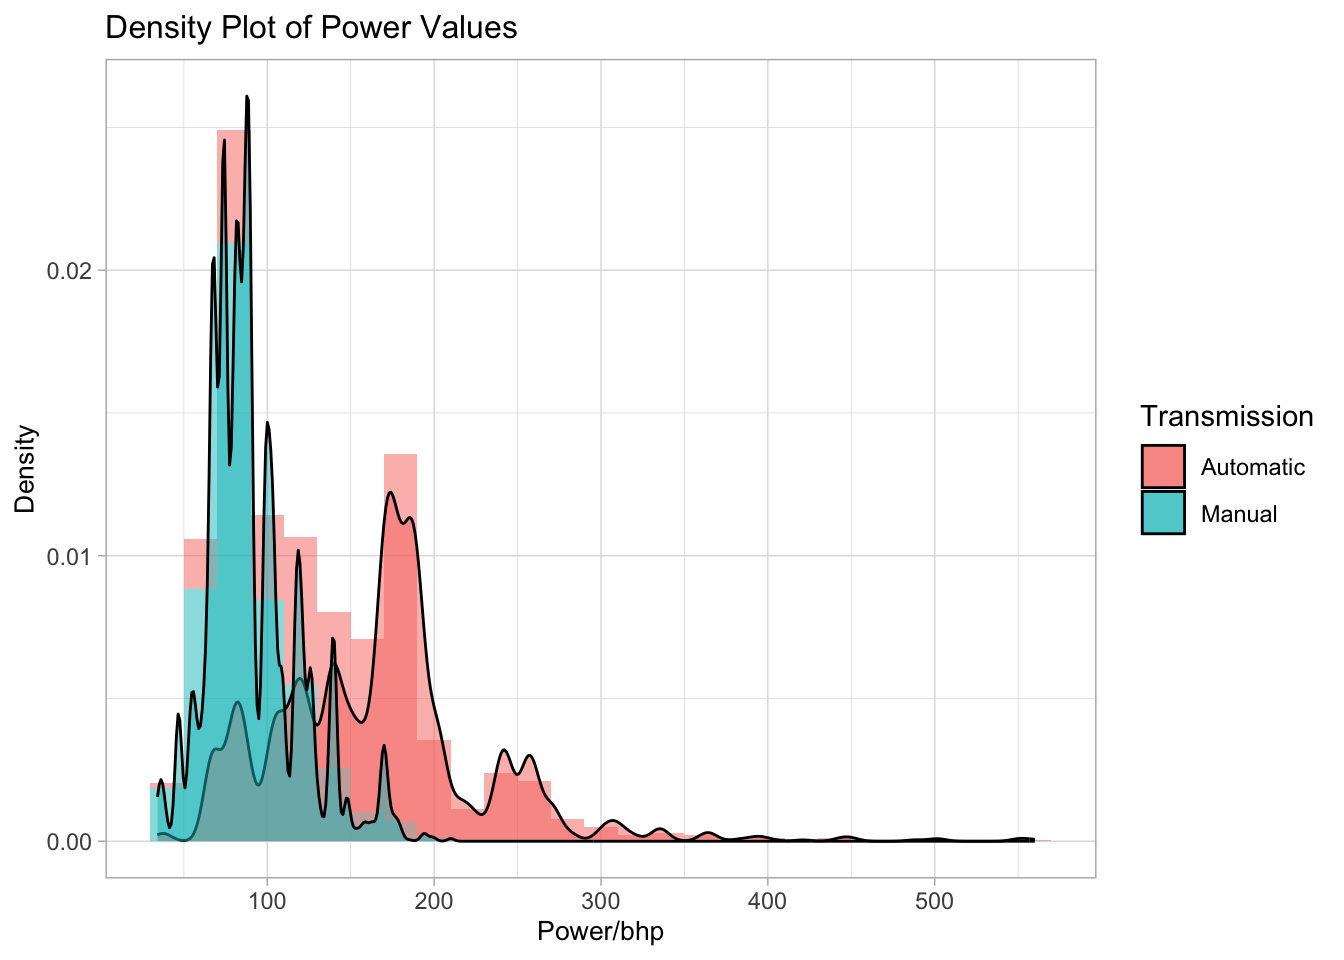 Density Plot of Power Values
0.02
0.01
0.00
Density
100 200 300 400 500
Power/bhp
Transmission
Automatic
Manual